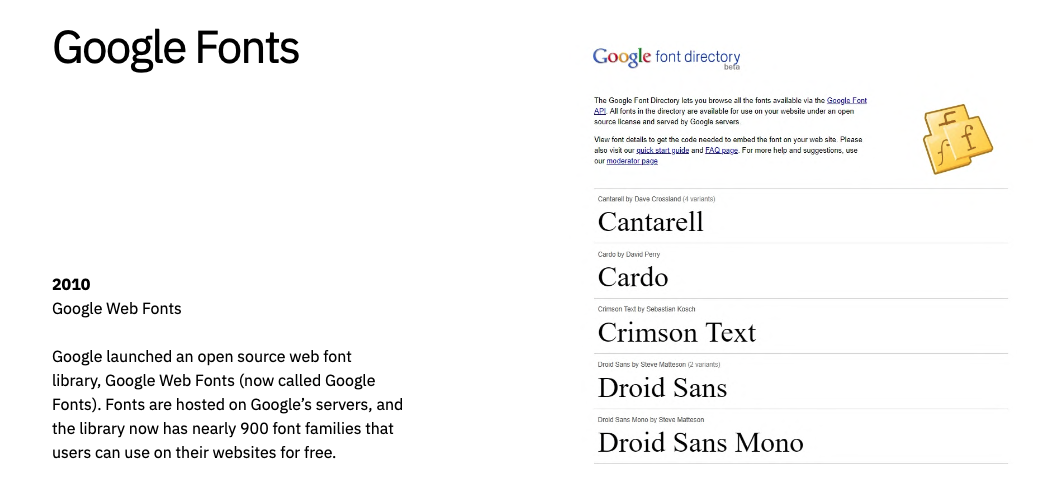 Google Fonts
2010
Google Web Fonts
Google launched an open source web font
library, Google Web Fonts (now called Google
Fonts). Fonts are hosted on Google’s servers, and
the library now has nearly 900 font families that
users can use on their websites for free.
Google font directory
beta
The Google Font Directory lets you browse all the fonts available via the Google Font
API. All fonts in the directory are available for use on your website under an open
source license and served by Google servers.
View font details to get the code needed to embed the font on your web site. Please
also visit our quick start guide and FAQ page. For more help and suggestions, use
our moderator page
f
f
f
Cantarell by Dave Crossland (4 variants)
Cantarell
Cardo by David Perry
Cardo
Crimson Text by Sebastian Kosch
Crimson Text
Droid Sans by Steve Matteson (2 variants)
Droid Sans
Droid Sans Mono by Steve Matteson
Droid Sans Mono